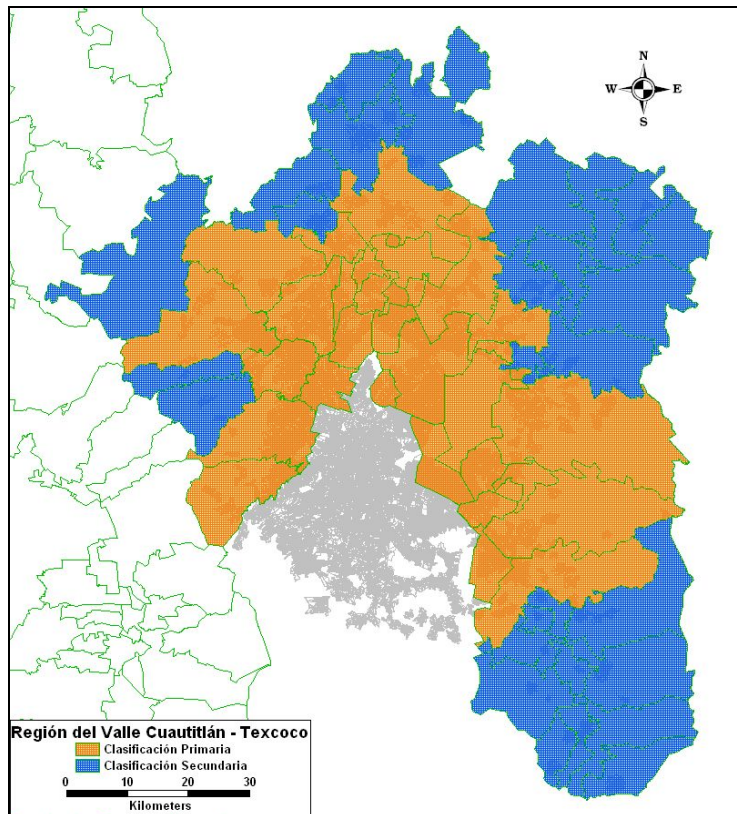 N
W E
S
Región del Valle Cuautitlán - Texcoco
Clasificación Primaria
Clasificación Secundaria
0 10 20 30
Kilometers